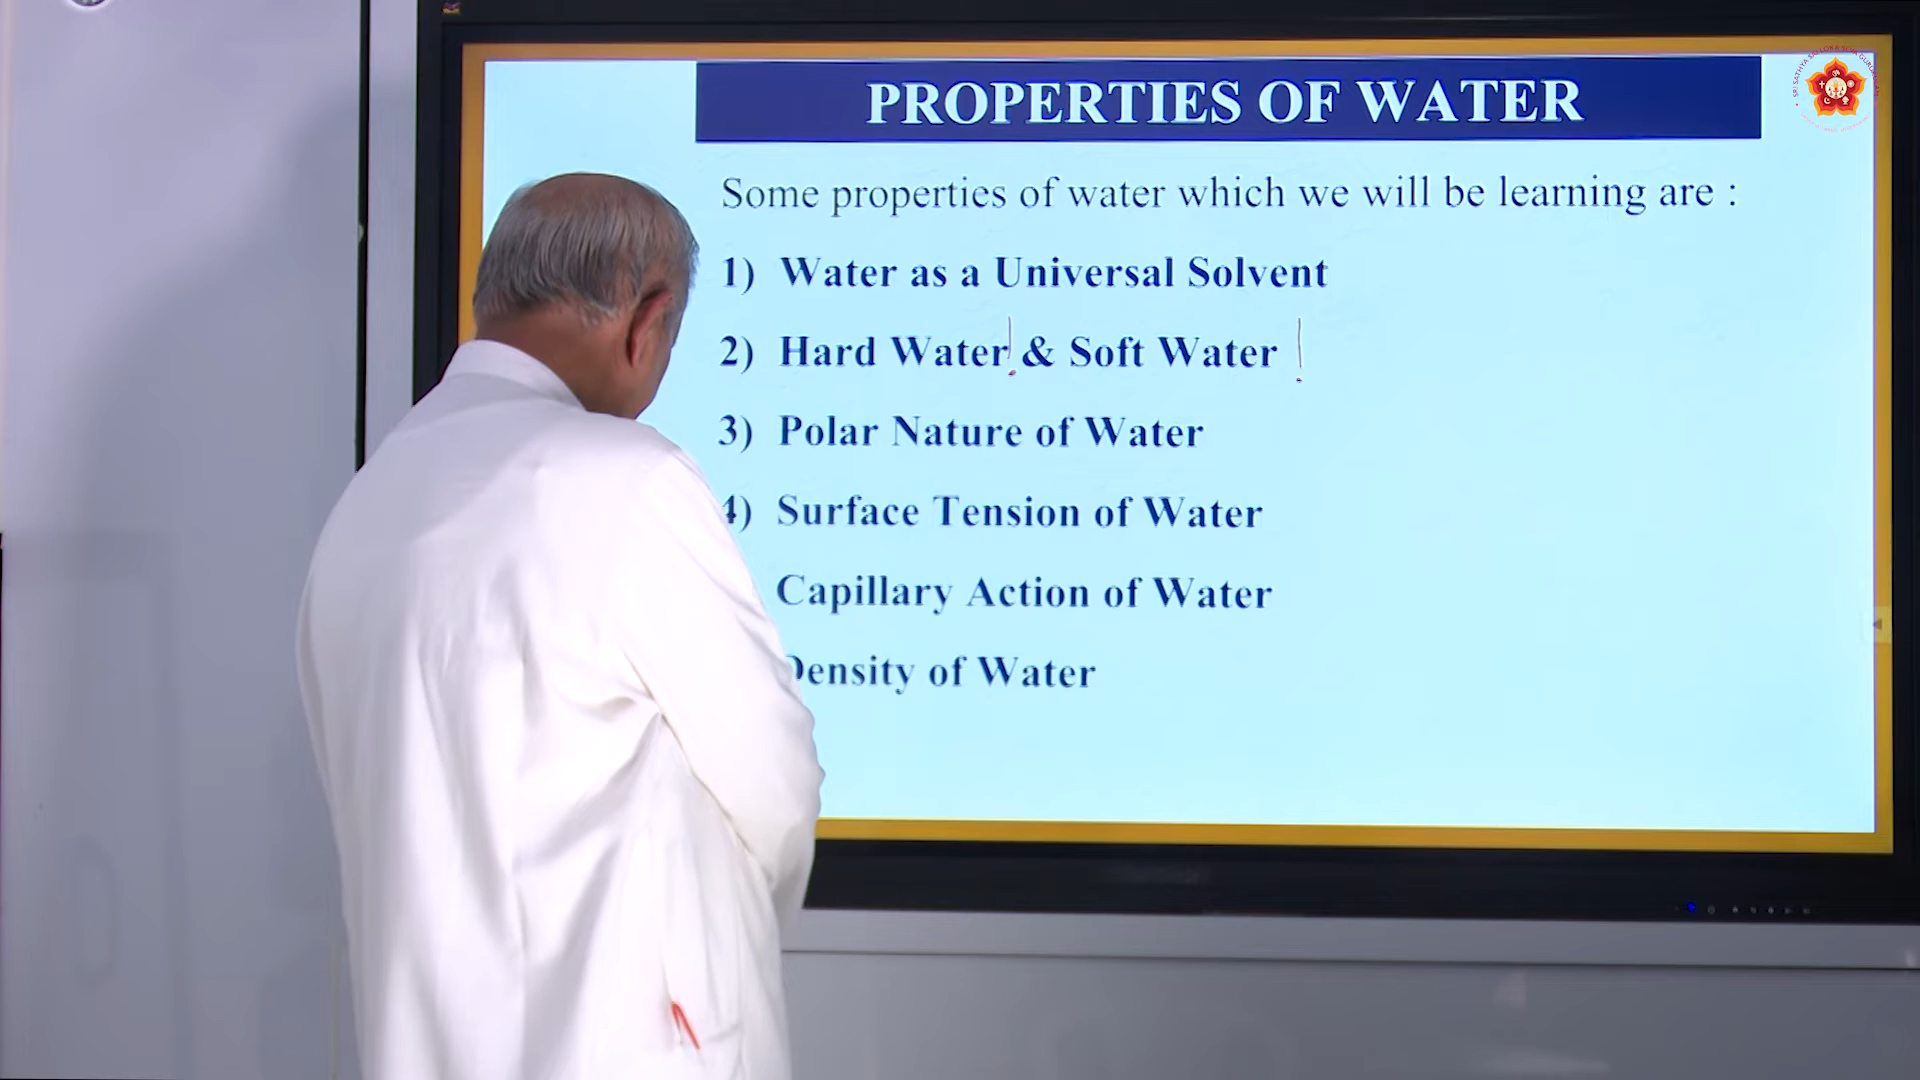 PROPERTIES OF WATER
Some properties of water which we will be learning are :
1) Water as a Universal Solvent
2) Hard Water & Soft Water
3) Polar Nature of Water
4) Surface Tension of Water
Capillary Action of Water
Density of Water